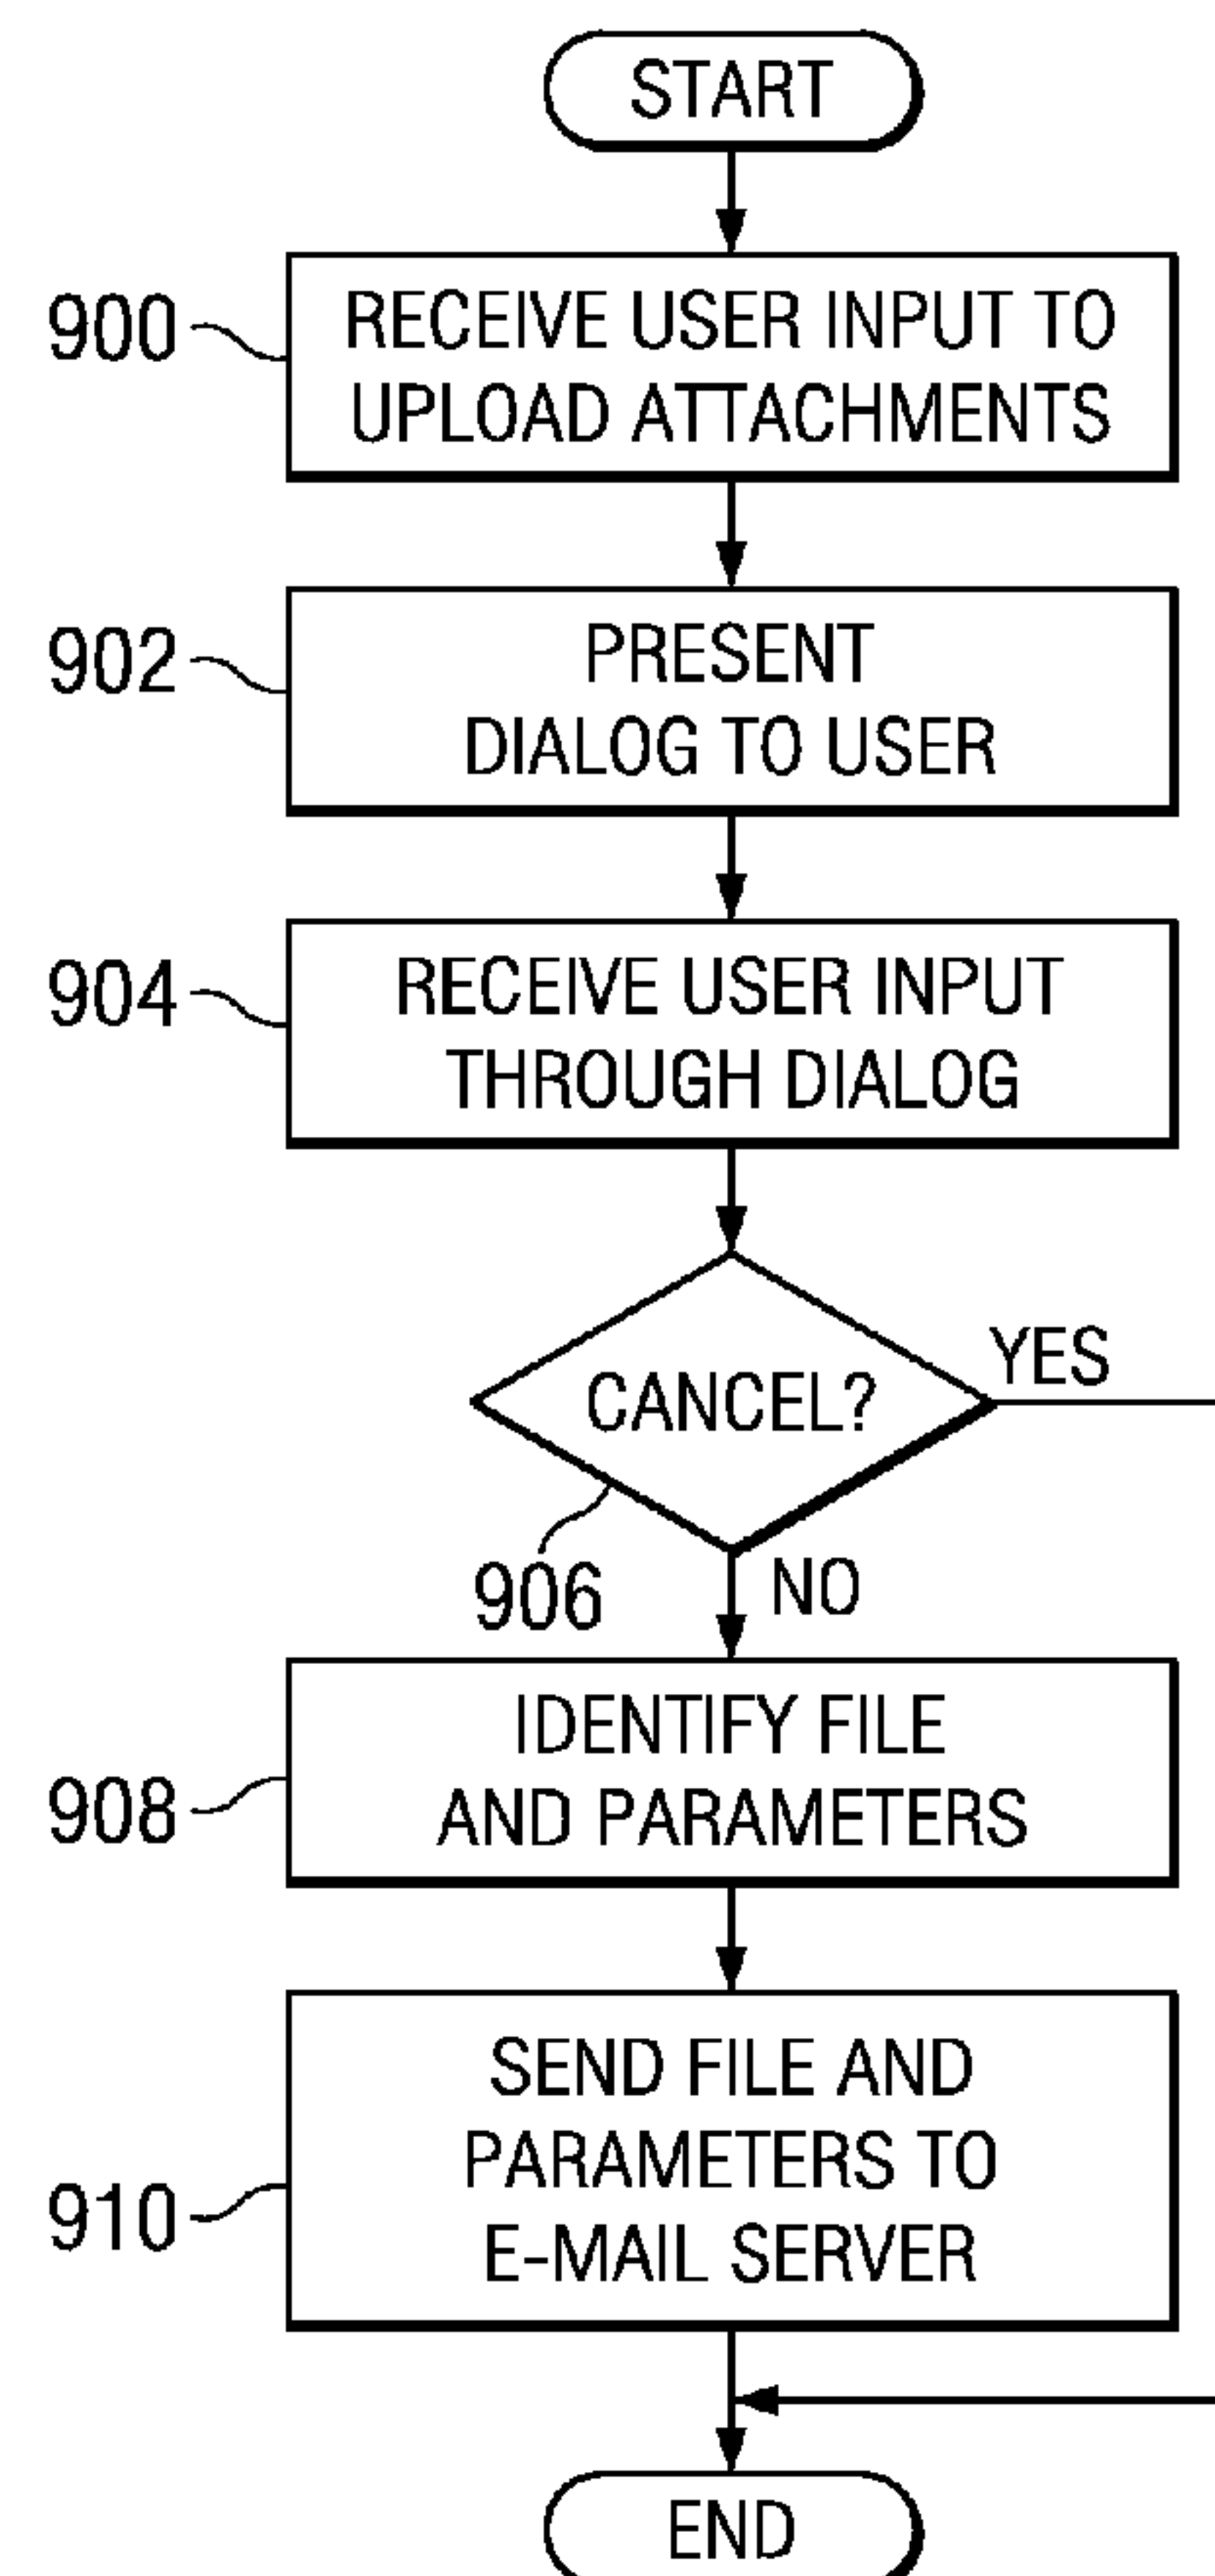 START
900
RECEIVE USER INPUT TO
UPLOAD ATTACHMENTS
902
PRESENT
DIALOG TO USER
904
RECEIVE USER INPUT
THROUGH DIALOG
CANCEL?
YES
906
NO
908
IDENTIFY FILE
AND PARAMETERS
910
SEND FILE AND
PARAMETERS TO
E-MAIL SERVER
END